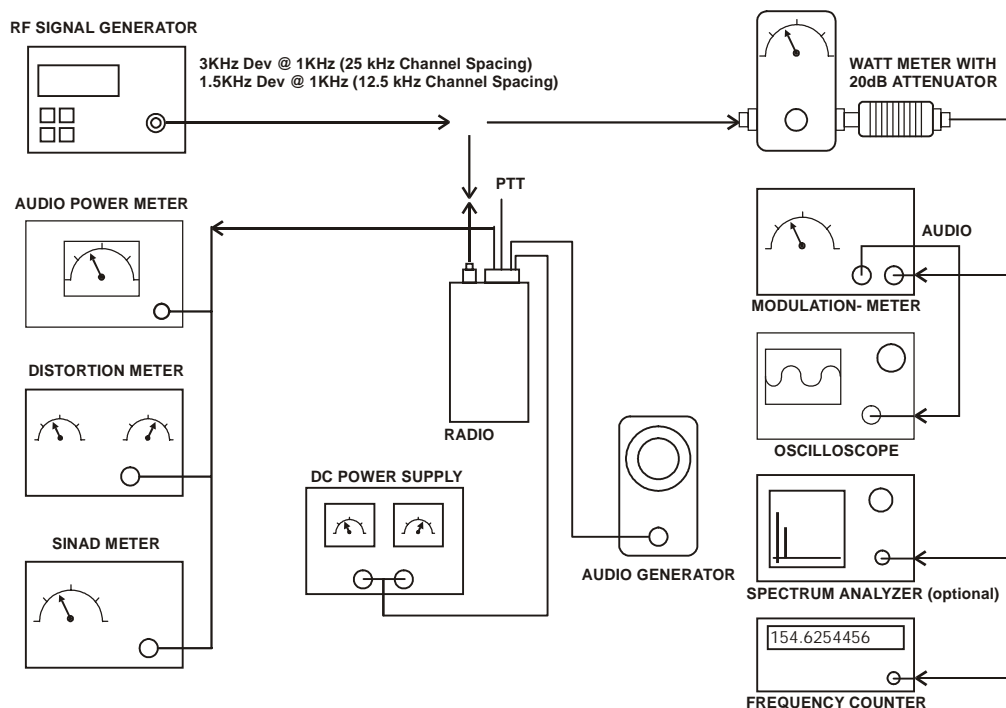 RF SIGNAL GENERATOR
3KHz Dev @ 1KHz (25 kHz Channel Spacing)
1.5KHz Dev @ 1KHz (12.5 kHz Channel Spacing)
WATT METER WITH
20dB ATTENUATOR
AUDIO POWER METER
PTT
AUDIO
MODULATION- METER
DISTORTION METER
RADIO
OSCILLOSCOPE
DC POWER SUPPLY
SINAD METER
AUDIO GENERATOR
SPECTRUM ANALYZER (optional)
154.6254456
FREQUENCY COUNTER